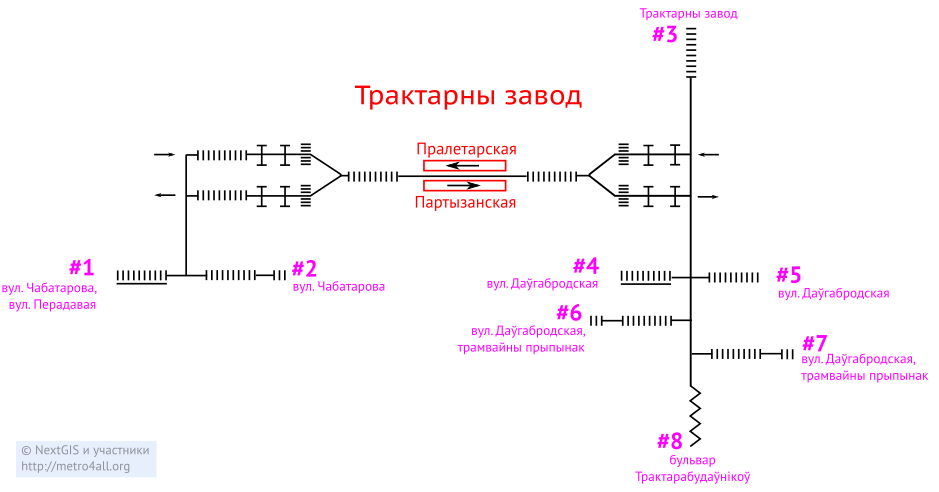 Трактарны завод
#3
Трактарны завод
Пралетарская
Партызанская
#1
вул. Чабатарова,
вул. Перадавая
#2
вул. Чабатарова
#4
вул. Даўгабродская
#5
вул. Даўгабродская
#6
вул. Даўгабродская,
трамвайны прыпынак
#7
вул. Даўгабродская,
трамвайны прыпынак
#8
бульвар
Трактарабудаўнікоў
© NextGIS и участники
http://metro4all.org